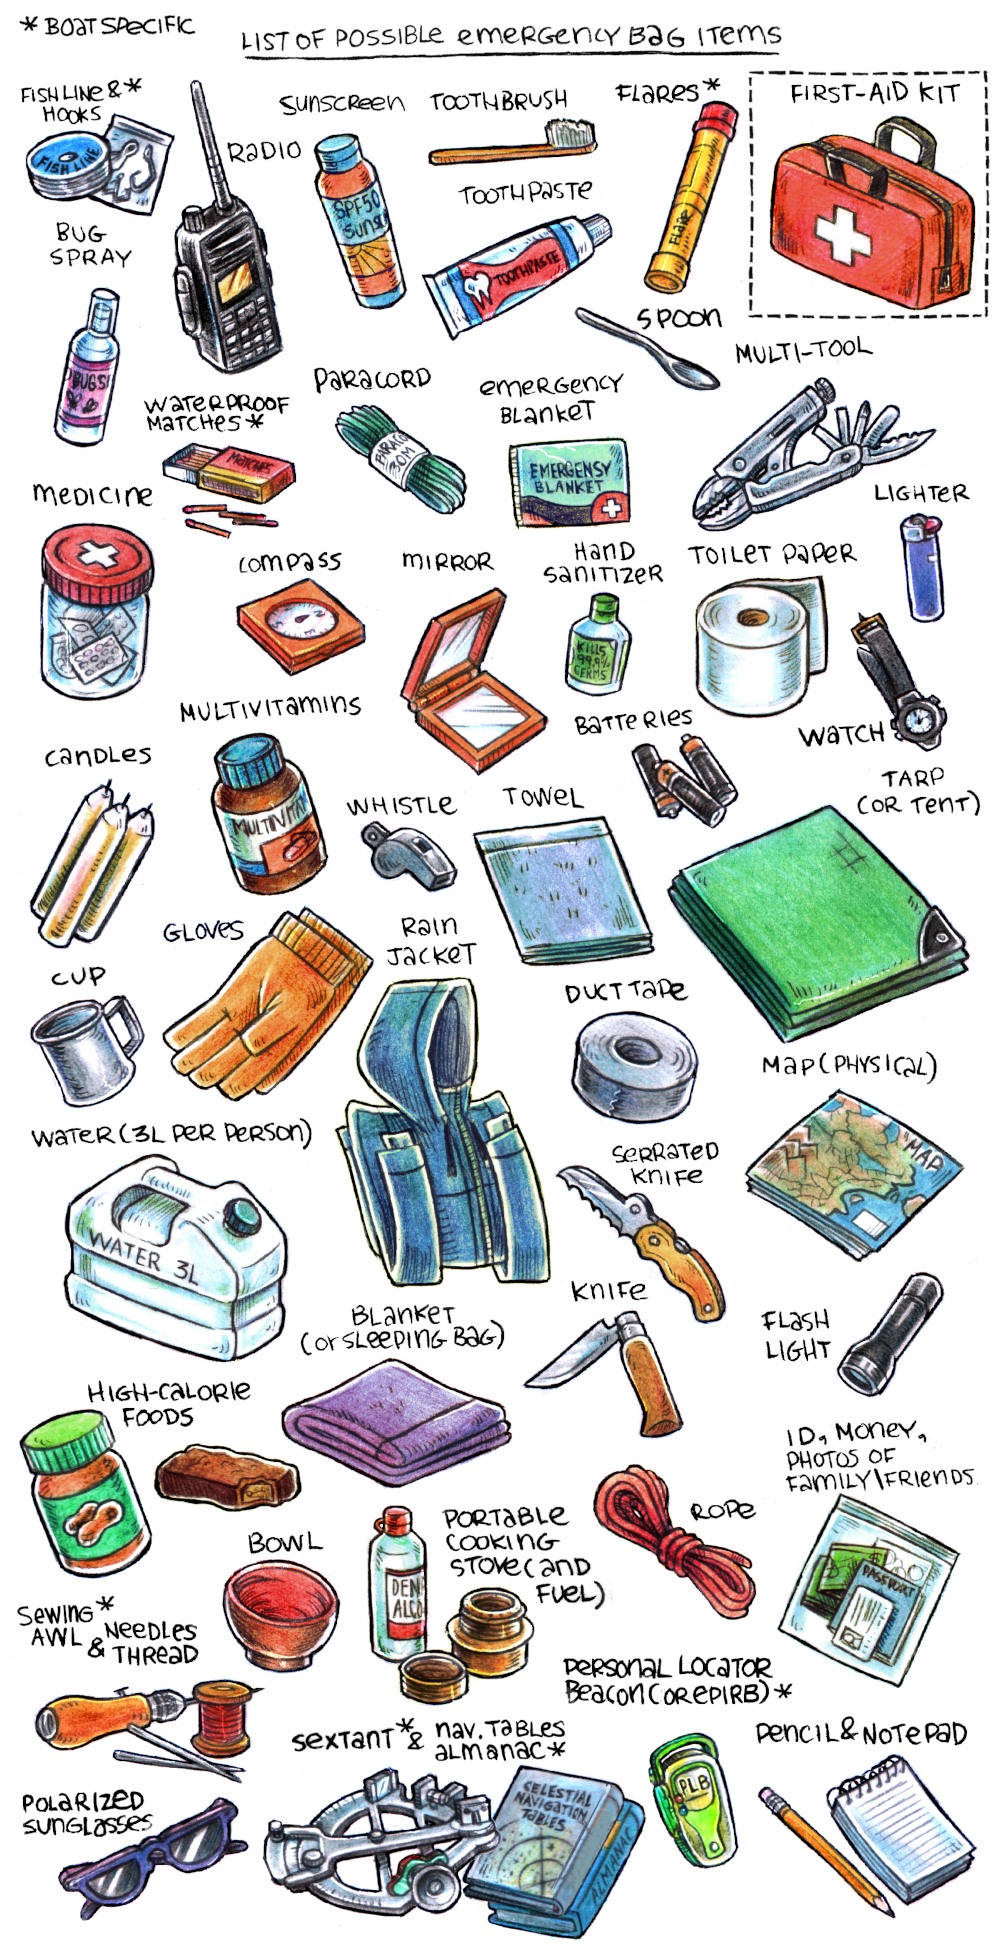 * BOAT SPECIFIC
LIST OF POSSIBLE EMERGENCY BAG ITEMS
FISH LINE & *
HOOKS
FISH LINE
RADIO
SUNSCREEN
SPF50
TOOTHBRUSH
TOOTHPASTE
TOOTHPASTE
FLARES *
FLARE
FIRST-AID KIT
BUG
SPRAY
BUGS!
SPOON
MULTI-TOOL
WATERPROOF
MATCHES *
MATCHES
PARACORD
30M
EMERGENCY
BLANKET
EMERGENSY
BLANKET
LIGHTER
MEDICINE
COMPASS
MIRROR
HAND
SANITIZER
KILLS
99.9%
GERMS
TOILET PAPER
WATCH
MULTIVITAMINS
BATTERIES
CANDLES
WHISTLE
TOWEL
TARP
(OR TENT)
GLOVES
RAIN
JACKET
CUP
DUCT TAPE
MAP (PHYSICAL)
MAP
WATER (3L PER PERSON)
WATER 3L
SERRATED
KNIFE
KNIFE
FLASH
LIGHT
BLANKET
(OR SLEEPING BAG)
HIGH-CALORIE
FOODS
ID, MONEY,
PHOTOS OF
FAMILY\FRIENDS.
PASSPORT
BOWL
PORTABLE
COOKING
STOVE (AND
FUEL)
ROPE
SEWING *
AWL & NEEDLES
THREAD
PERSONAL LOCATOR
BEACON (OR EPIRB) *
PLB
SEXTANT * & NAV. TABLES
ALMANAC *
CELESTIAL
NAVIGATION
TABLES
ALMANAC
PENCIL & NOTEPAD
POLARIZED
SUNGLASSES